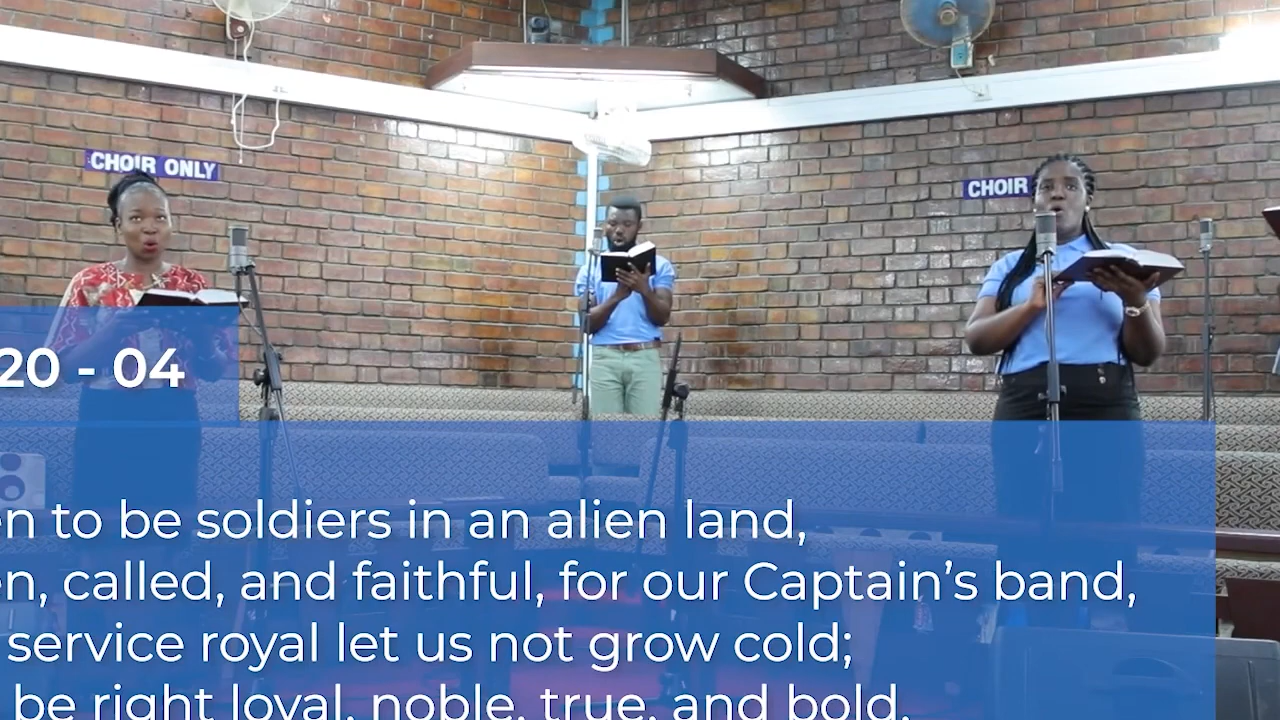 CHOIR ONLY
CHOIR
20 - 04
en to be soldiers in an alien land,
en, called, and faithful, for our Captain’s band,
service royal let us not grow cold;
be right loyal, noble, true, and bold.